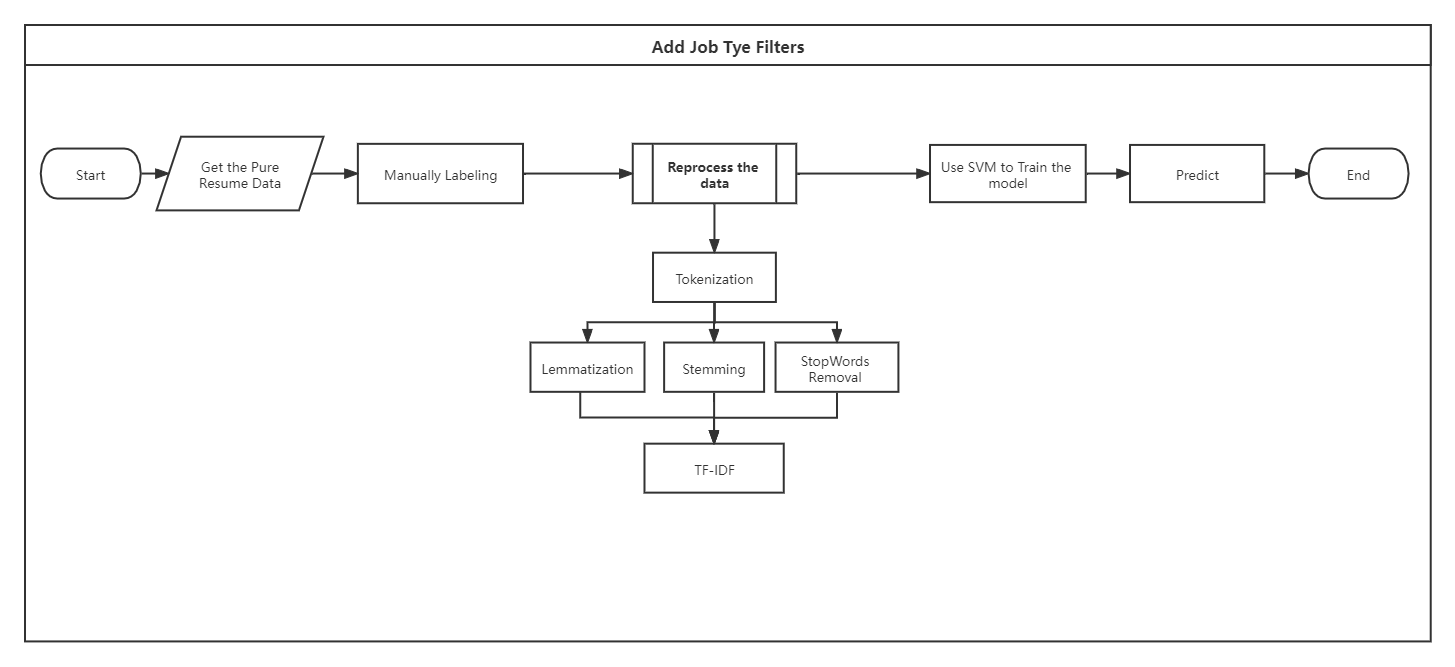 Add Job Tye Filters
Start
Get the Pure
Resume Data
Manually Labeling
Reprocess the
data
Use SVM to Train the
model
Predict
End
Tokenization
Lemmatization
Stemming
StopWords
Removal
TF-IDF